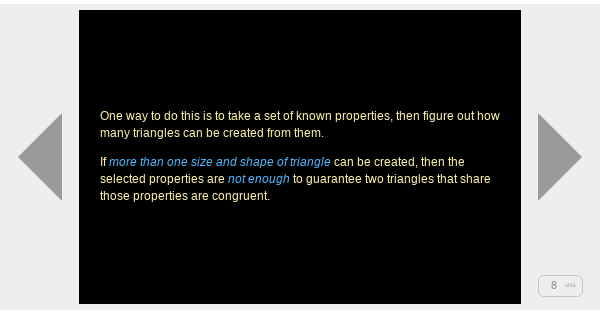 One way to do this is to take a set of known properties, then figure out how
many triangles can be created from them.
If more than one size and shape of triangle can be created, then the
selected properties are not enough to guarantee two triangles that share
those properties are congruent.
8